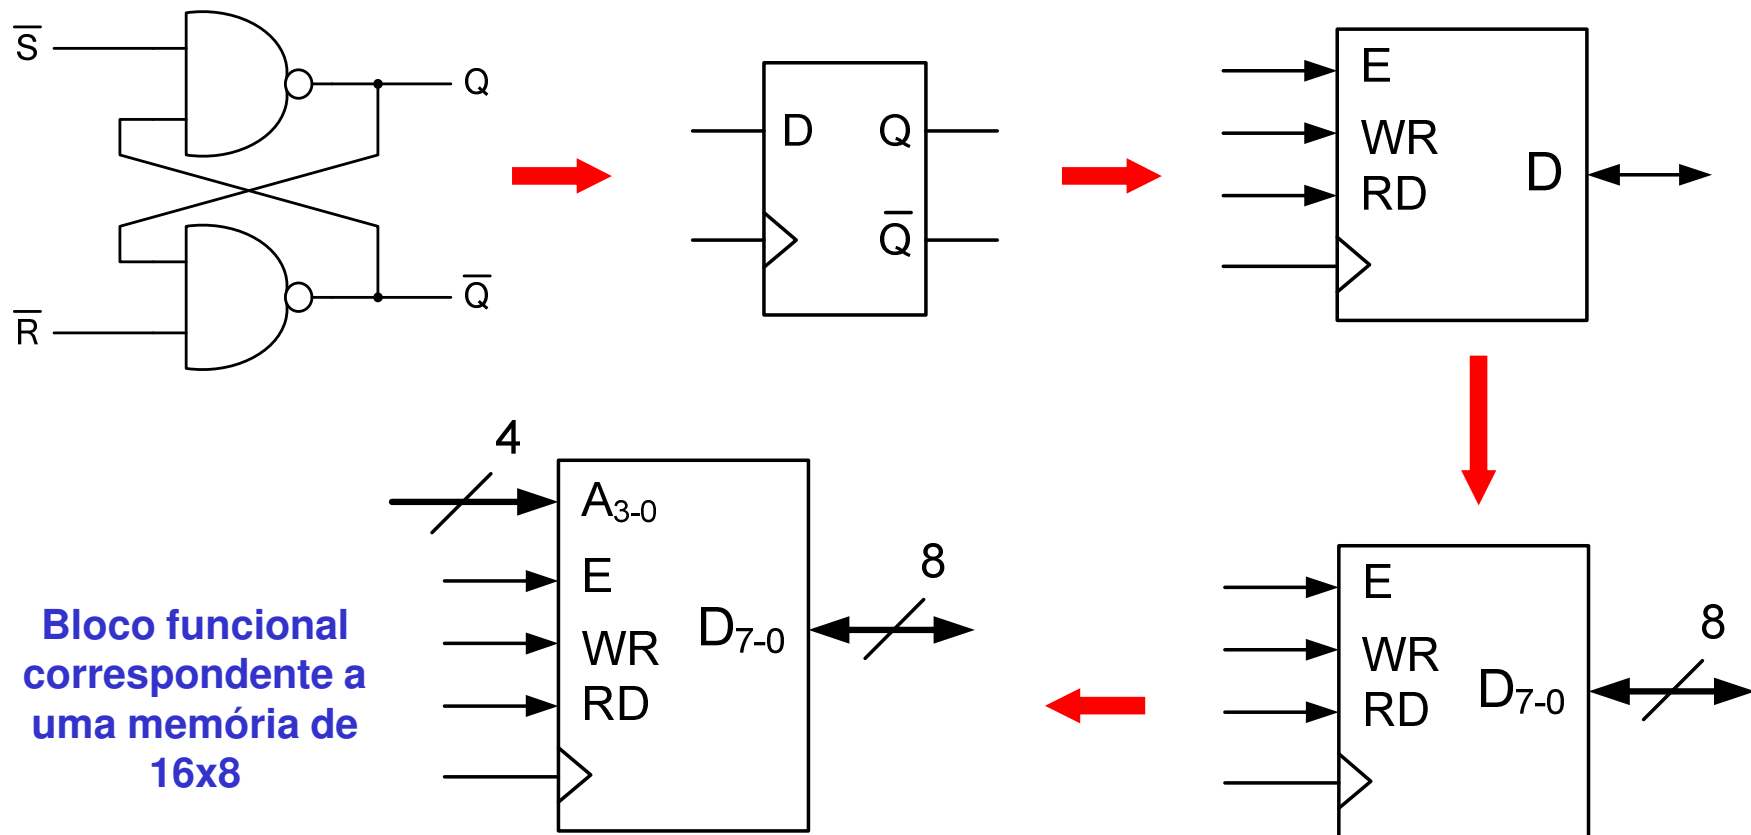 S̅
Q
R̅
Q̅
D Q
Q̅
E
WR
RD
D
4
A3-0
E
WR
RD
D7-0
8
E
WR
RD
D7-0
8
Bloco funcional
correspondente a
uma memória de
16x8